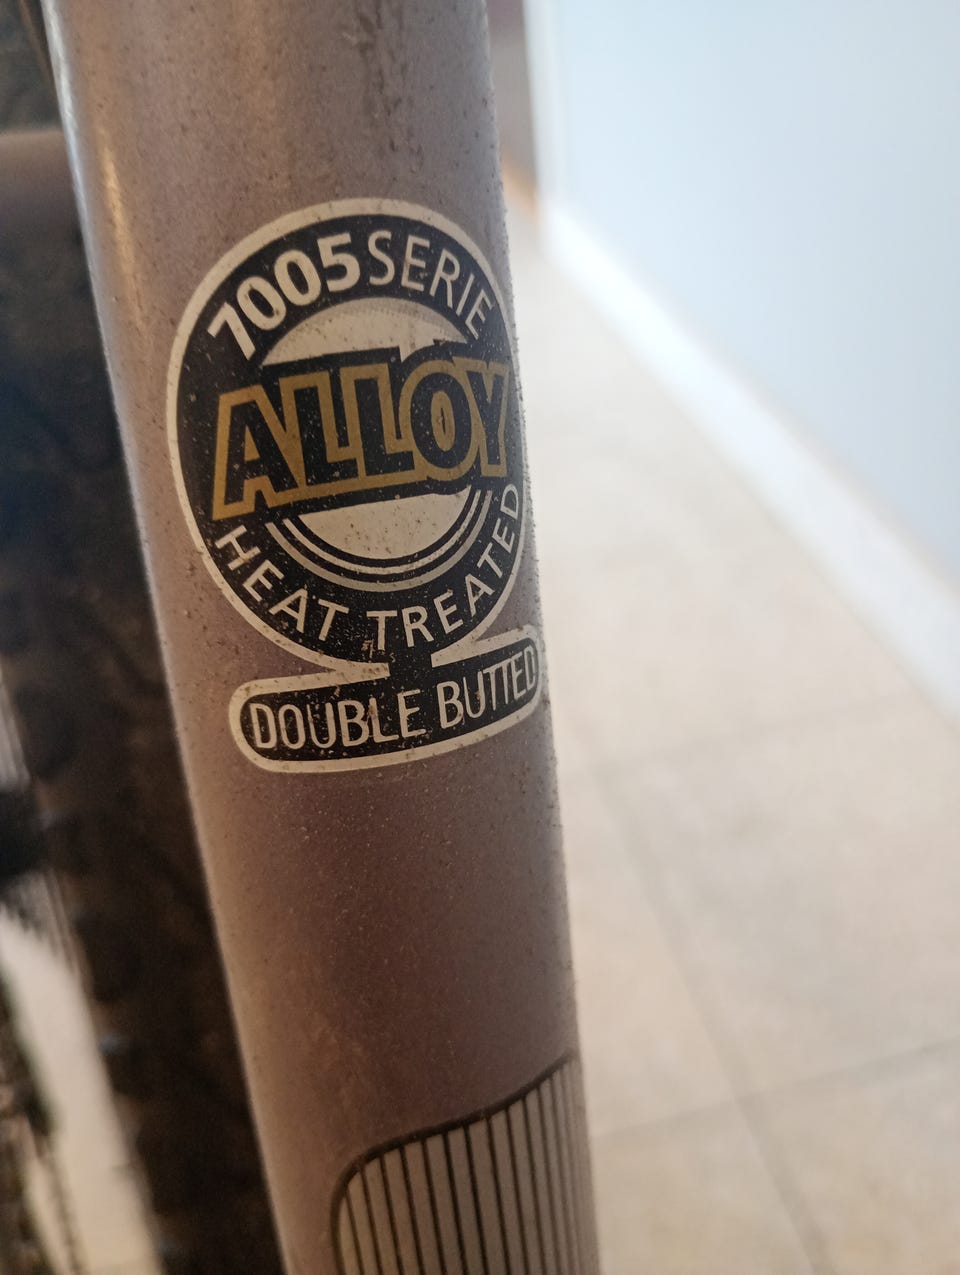 7005 SERIE
ALLOY
HEAT TREATED
DOUBLE BUTTED